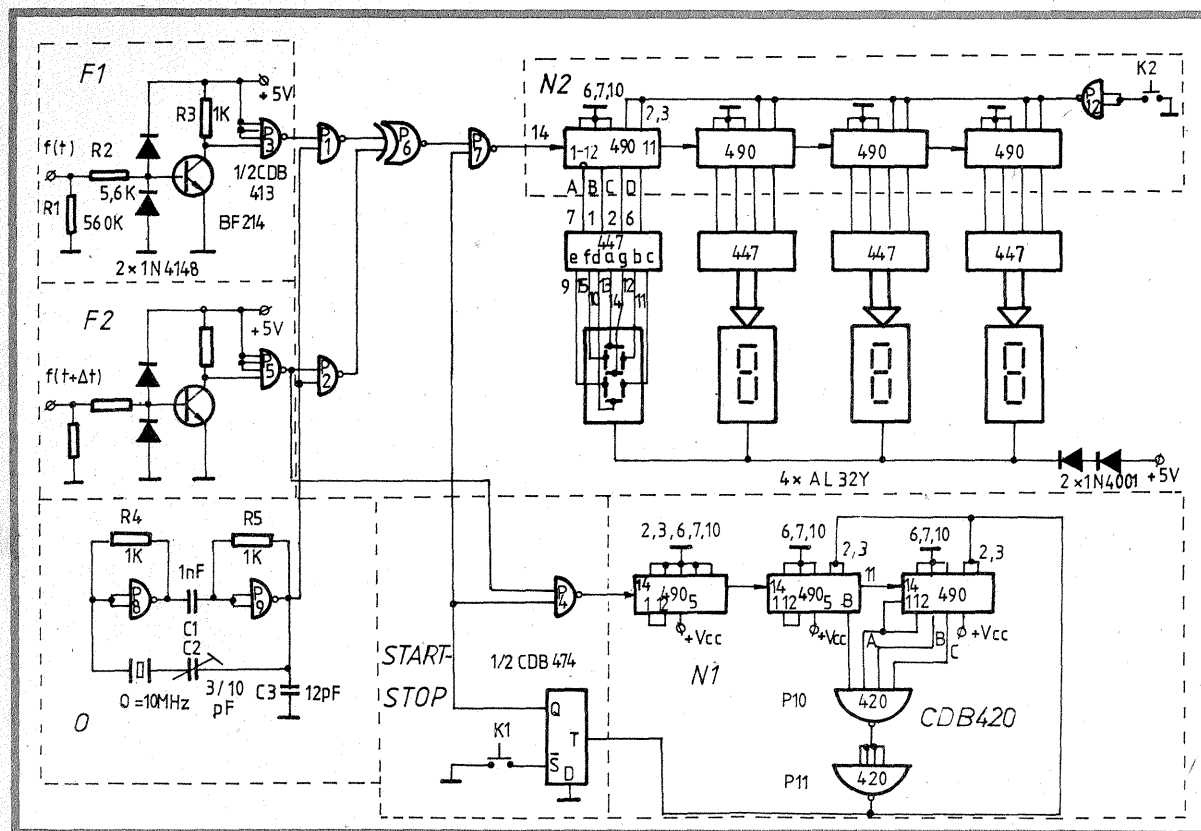 F1
+5V
R3
1K
f(t)
R2
5,6K
R1
560K
P3
1/2CDB
413
BF214
2×1N4148
P1
P6
P7
N2
6,7,10
2,3
14
1-12
490
11
490
490
490
P12
K2
A
B
C
D
7
1
2
6
447
e f d a g b c
447
447
447
9
15
10
13
14
12
11
4× AL32Y
2×1N4001
+5V
F2
+5V
P5
P2
f(t+Δt)
R4
1K
R5
1K
1nF
P8
P9
C1
C2
Q=10MHz
3/10
pF
C3
12pF
O
START-
STOP
P4
1/2 CDB474
K1
Q
T
S
D
N1
2,3,6,7,10
14
490
1 12
5
+Vcc
6,7,10
2,3
14
490
1 12
5
B
+Vcc
11
6,7,10
2,3
14
112
490
A
B
C
+Vcc
P10
420
CDB420
P11
420